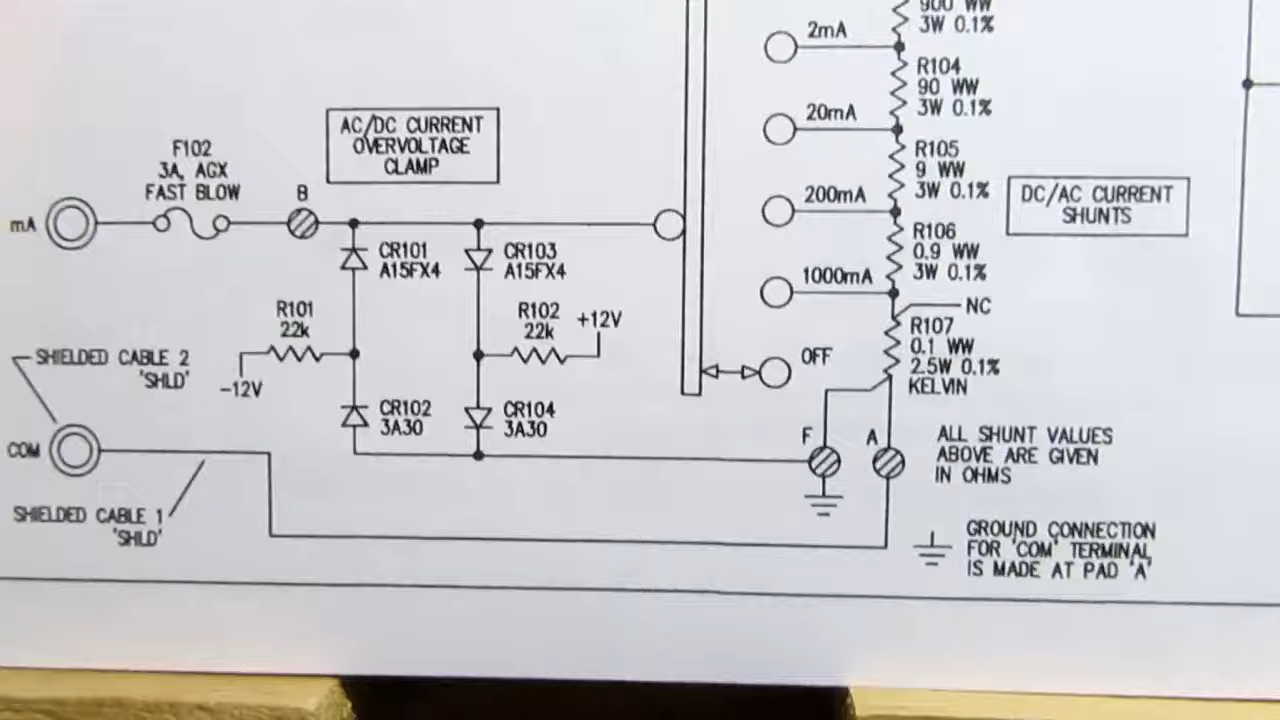 900 WW
3W 0.1%
2mA
R104
90 WW
3W 0.1%
20mA
R105
9 WW
3W 0.1%
200mA
R106
0.9 WW
3W 0.1%
1000mA
NC
R107
0.1 WW
2.5W 0.1%
KELVIN
OFF
DC/AC CURRENT
SHUNTS
AC/DC CURRENT
OVERVOLTAGE
CLAMP
F102
3A, AGX
FAST BLOW
B
mA
CR101
A15FX4
CR103
A15FX4
R101
22k
R102
22k
+12V
-12V
SHIELDED CABLE 2
'SHLD'
CR102
3A30
CR104
3A30
COM
F
A
ALL SHUNT VALUES
ABOVE ARE GIVEN
IN OHMS
SHIELDED CABLE 1
'SHLD'
GROUND CONNECTION
FOR 'COM' TERMINAL
IS MADE AT PAD 'A'